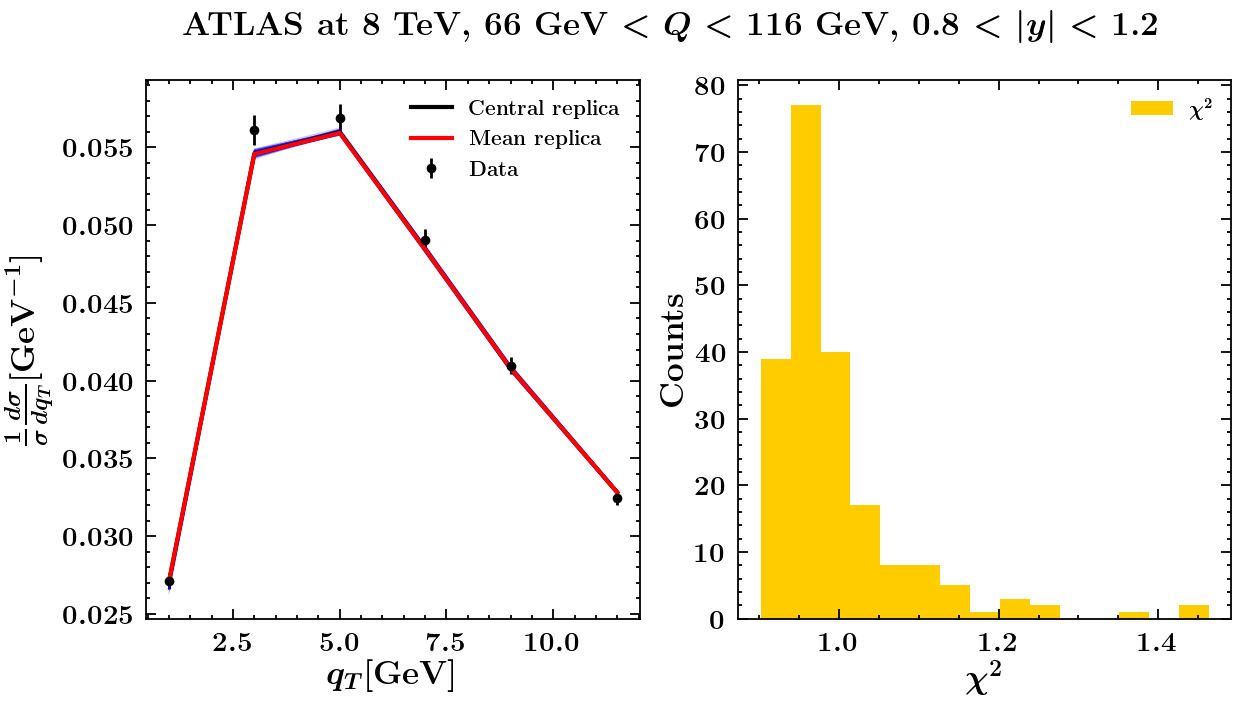 ATLAS at 8 TeV, 66 GeV < Q < 116 GeV, 0.8 < |y| < 1.2
Central replica
Mean replica
Data
0.055
0.050
0.045
0.040
0.035
0.030
0.025
1/σ dσ/dq_T [GeV⁻¹]
2.5 5.0 7.5 10.0
q_T[GeV]
χ²
80
70
60
50
40
30
20
10
0
Counts
1.0 1.2 1.4
χ²